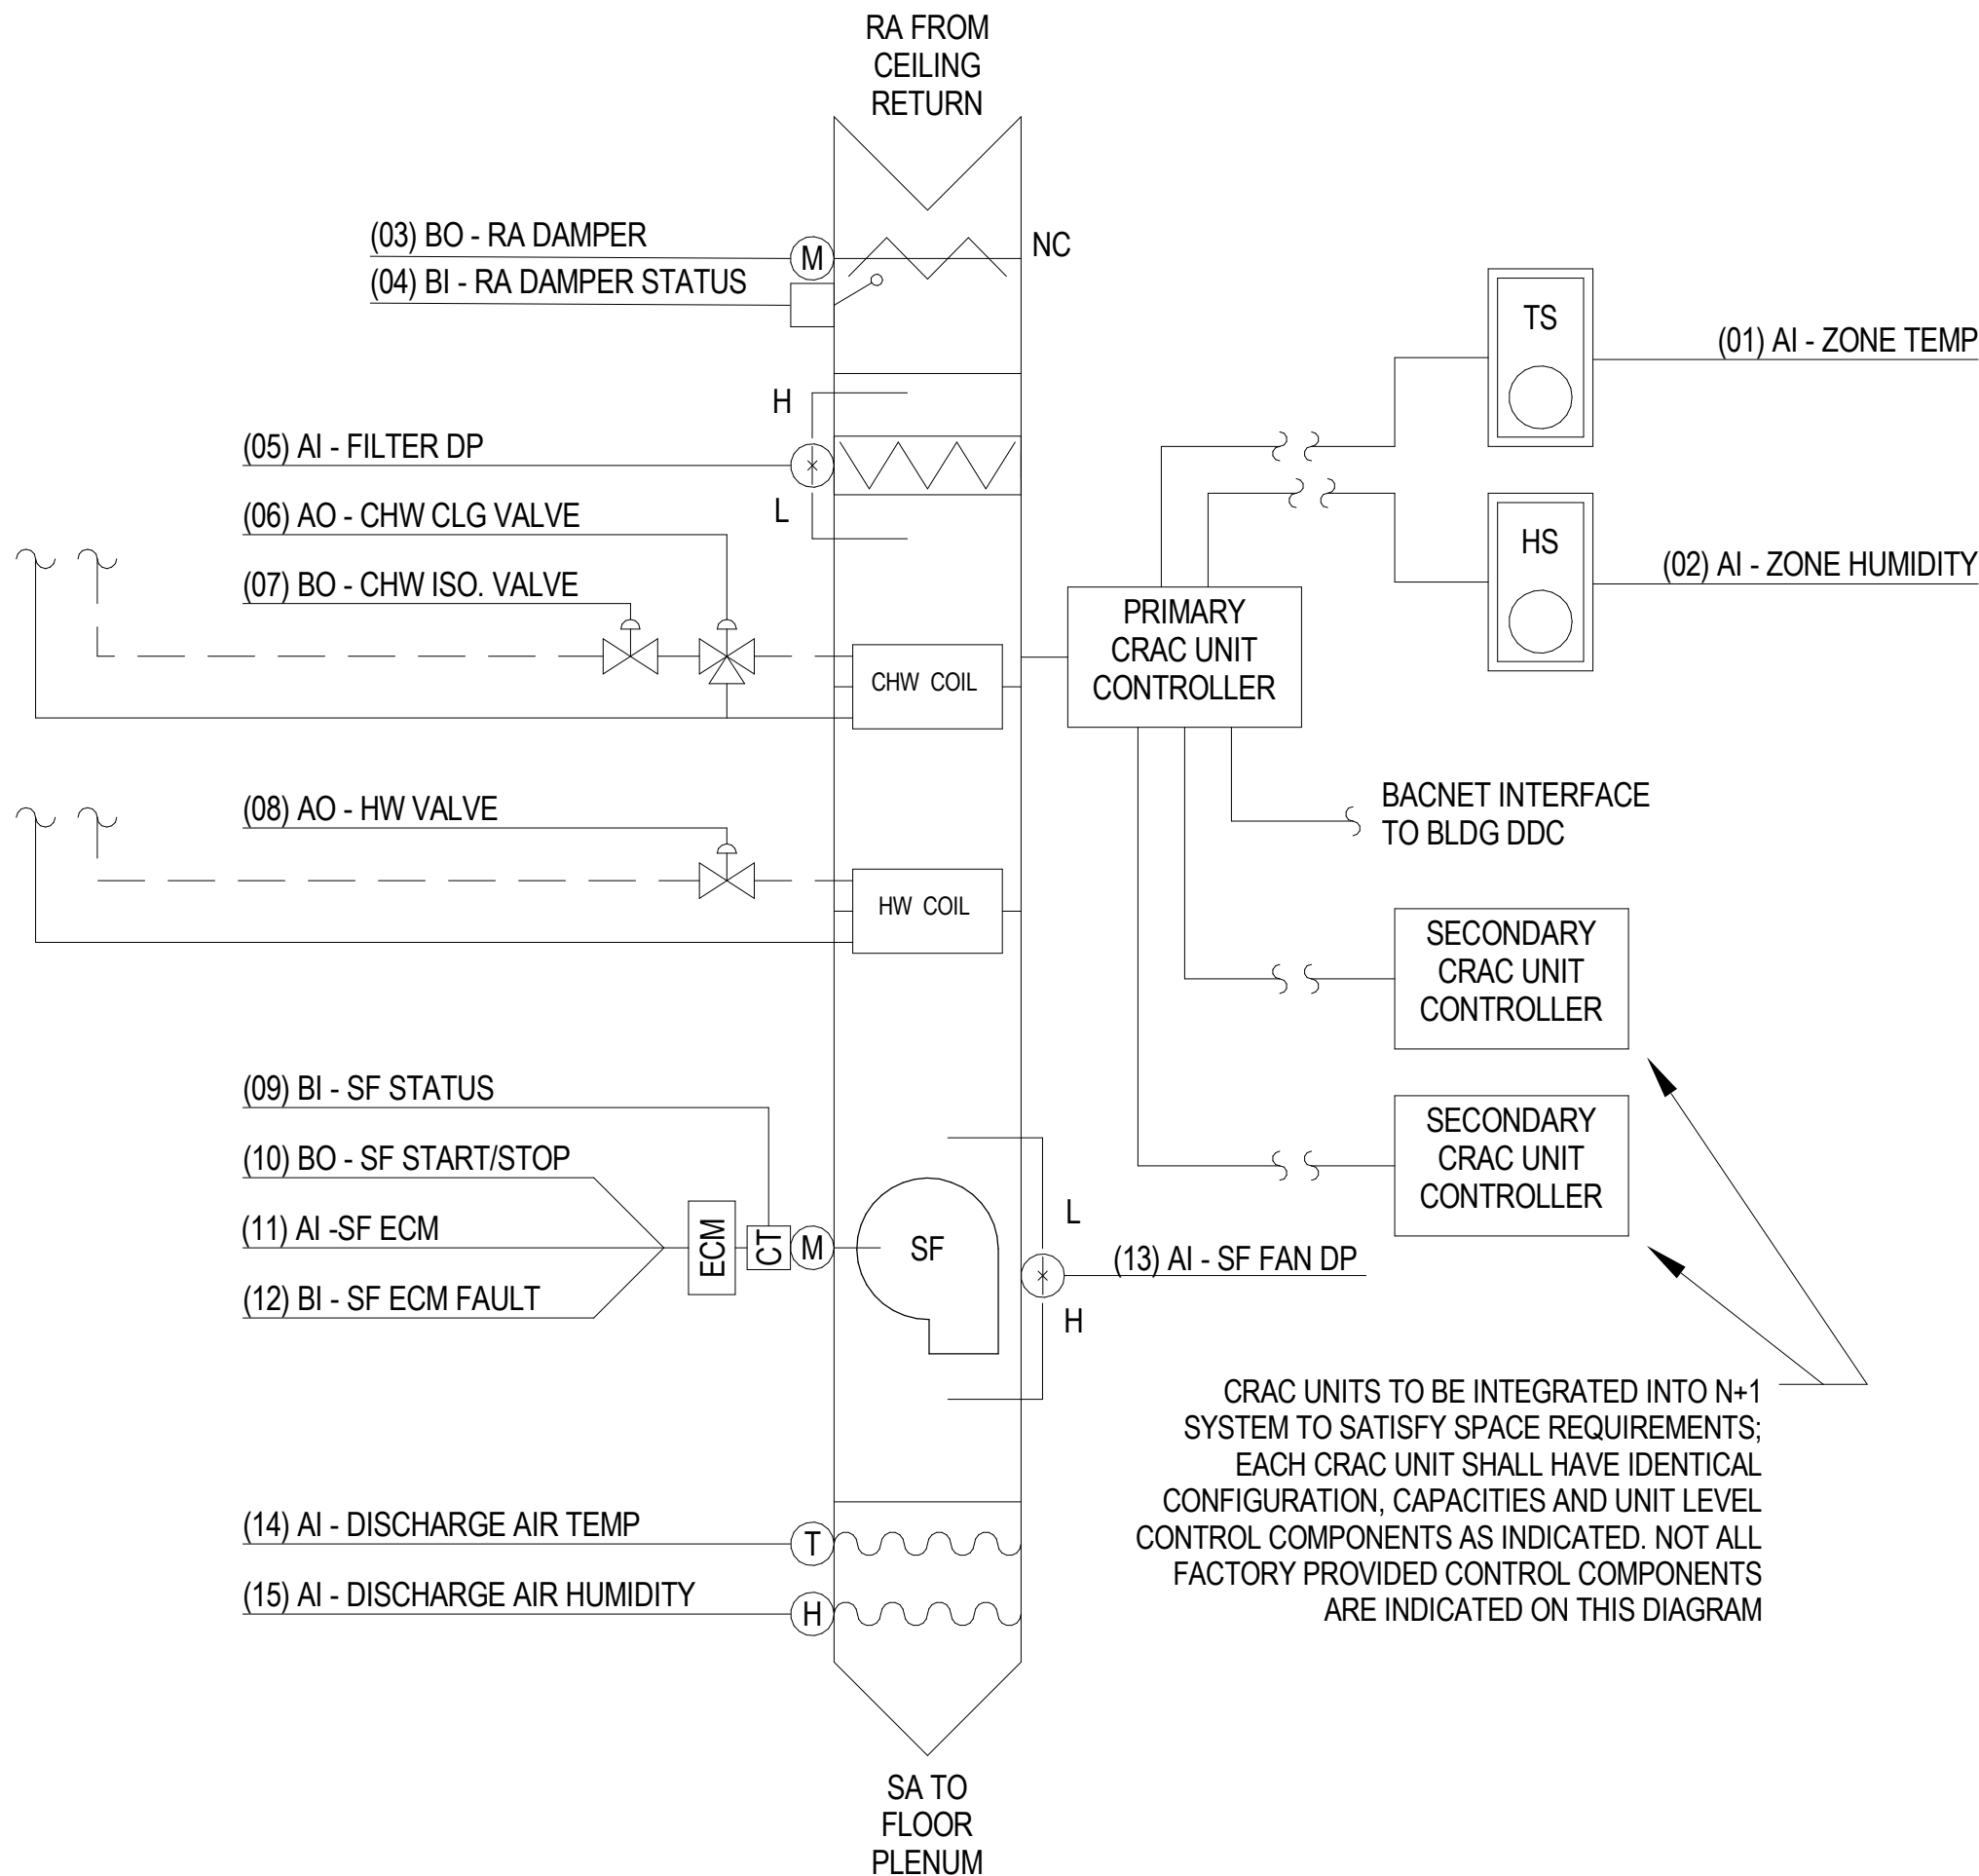 RA FROM
CEILING
RETURN
(03) BO - RA DAMPER
M
NC
(04) BI - RA DAMPER STATUS
TS
(01) AI - ZONE TEMP
H
(05) AI - FILTER DP
L
(06) AO - CHW CLG VALVE
HS
(02) AI - ZONE HUMIDITY
(07) BO - CHW ISO. VALVE
PRIMARY
CRAC UNIT
CONTROLLER
CHW COIL
BACNET INTERFACE
TO BLDG DDC
(08) AO - HW VALVE
HW COIL
SECONDARY
CRAC UNIT
CONTROLLER
(09) BI - SF STATUS
SECONDARY
CRAC UNIT
CONTROLLER
(10) BO - SF START/STOP
(11) AI -SF ECM
(12) BI - SF ECM FAULT
ECM
CT
M
SF
L
(13) AI - SF FAN DP
H
CRAC UNITS TO BE INTEGRATED INTO N+1
SYSTEM TO SATISFY SPACE REQUIREMENTS;
EACH CRAC UNIT SHALL HAVE IDENTICAL
CONFIGURATION, CAPACITIES AND UNIT LEVEL
CONTROL COMPONENTS AS INDICATED. NOT ALL
FACTORY PROVIDED CONTROL COMPONENTS
ARE INDICATED ON THIS DIAGRAM
(14) AI - DISCHARGE AIR TEMP
T
(15) AI - DISCHARGE AIR HUMIDITY
H
SA TO
FLOOR
PLENUM